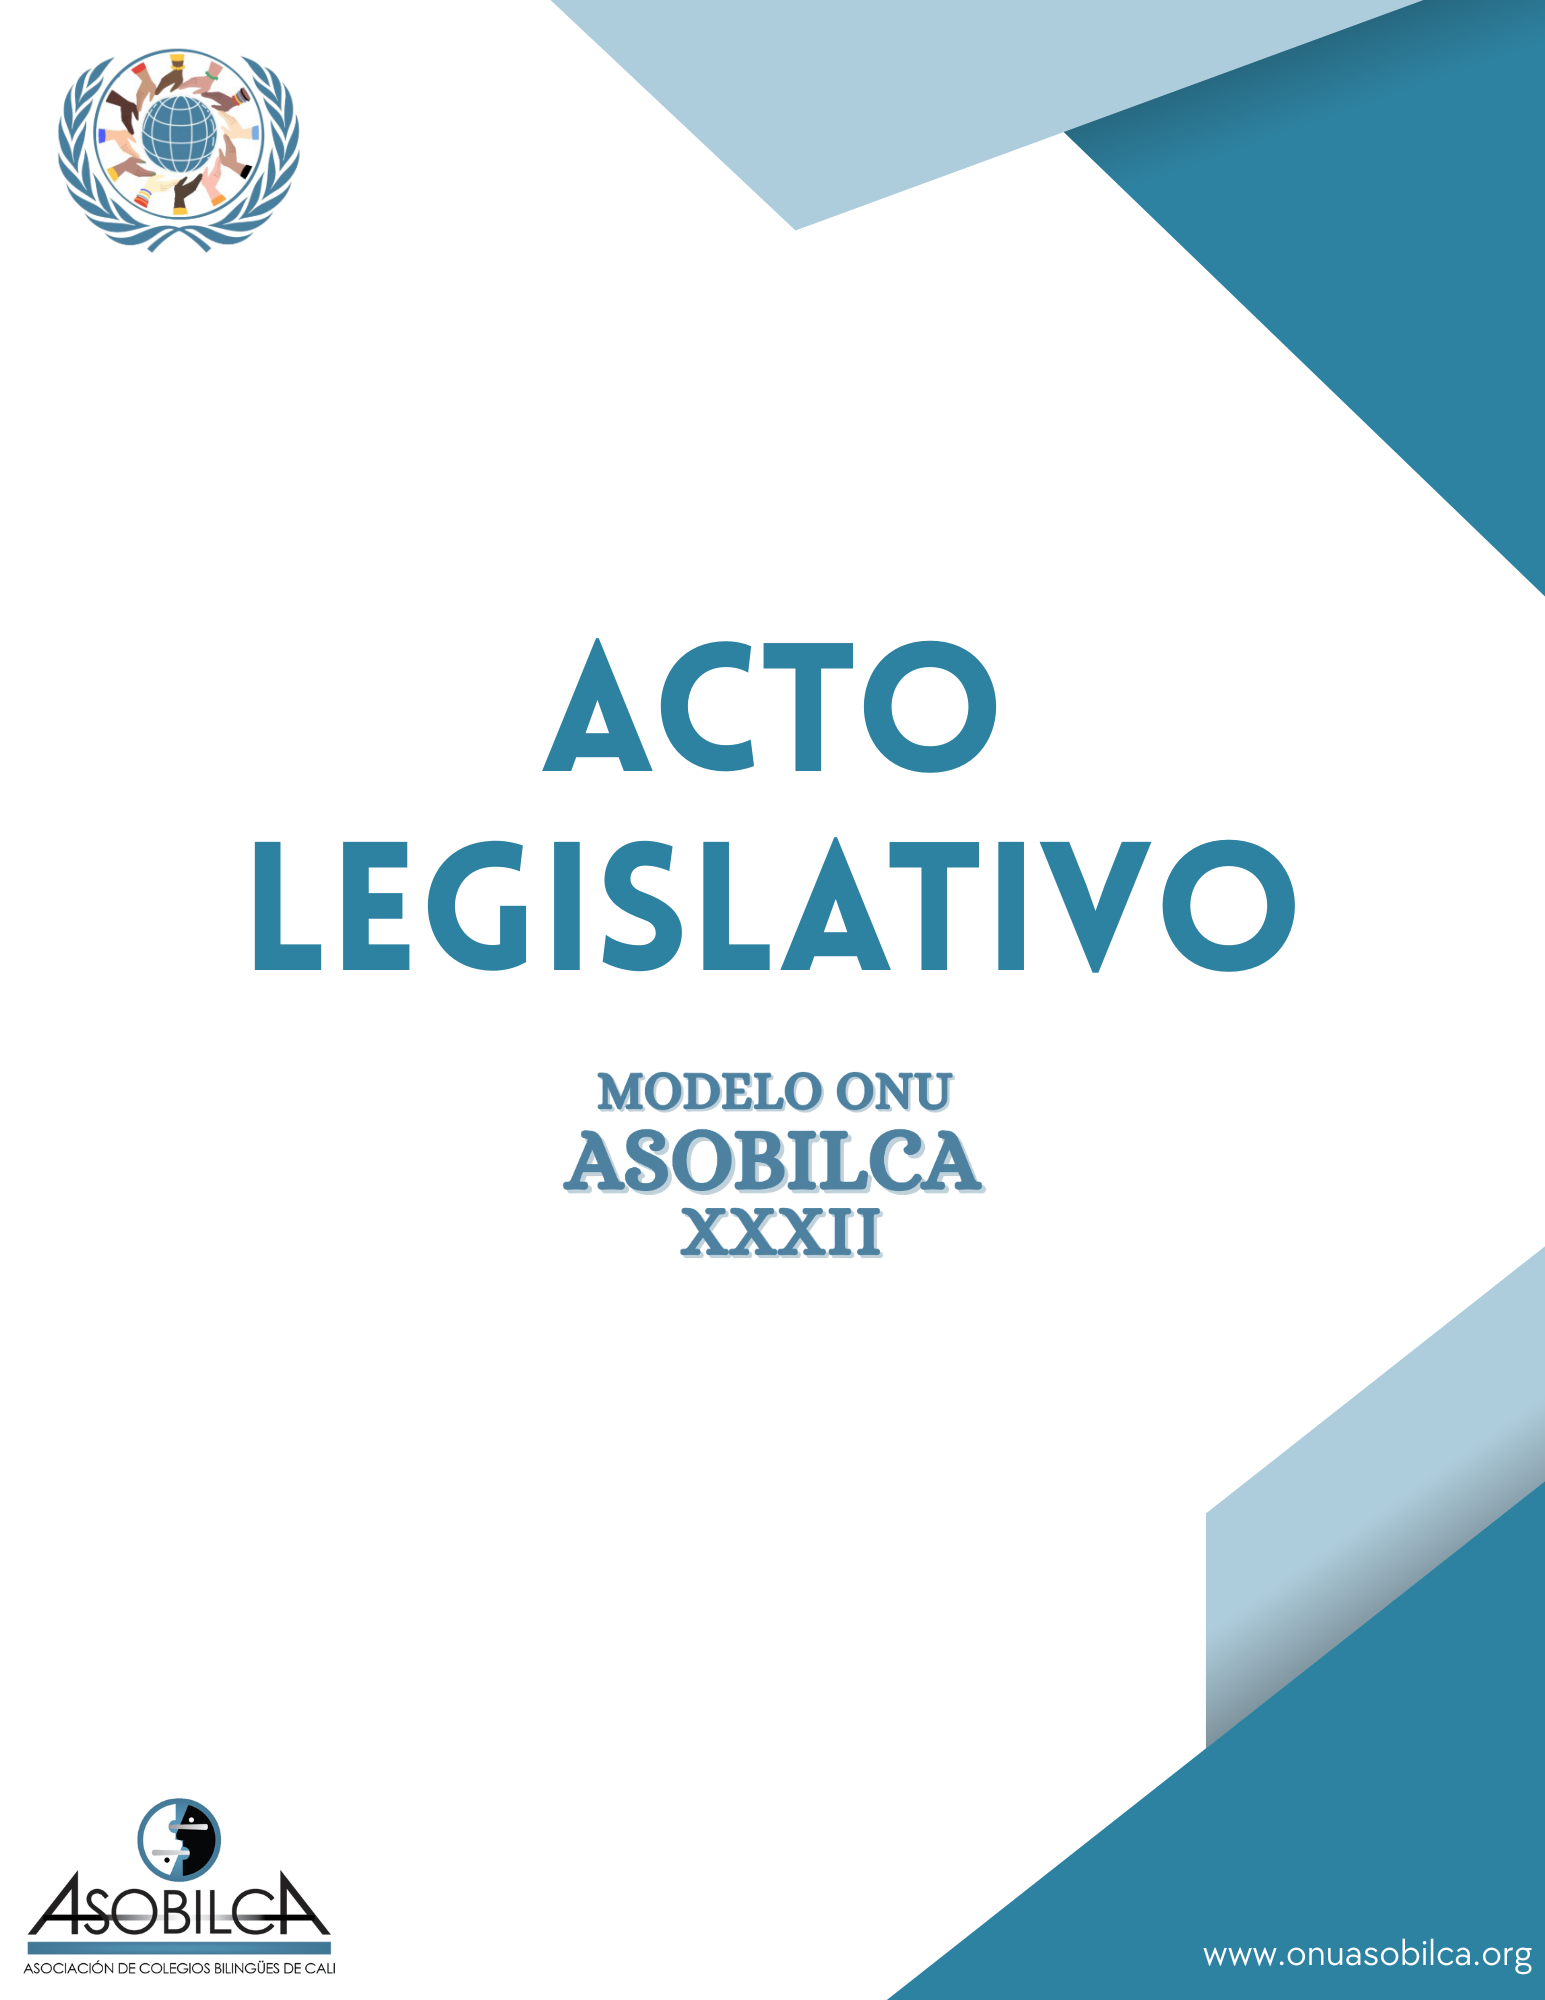 ACTO
LEGISLATIVO
MODELO ONU
ASOBILCA
XXXII
ASOBILCA
ASOCIACIÓN DE COLEGIOS BILINGÜES DE CALI
www.onuasobilca.org